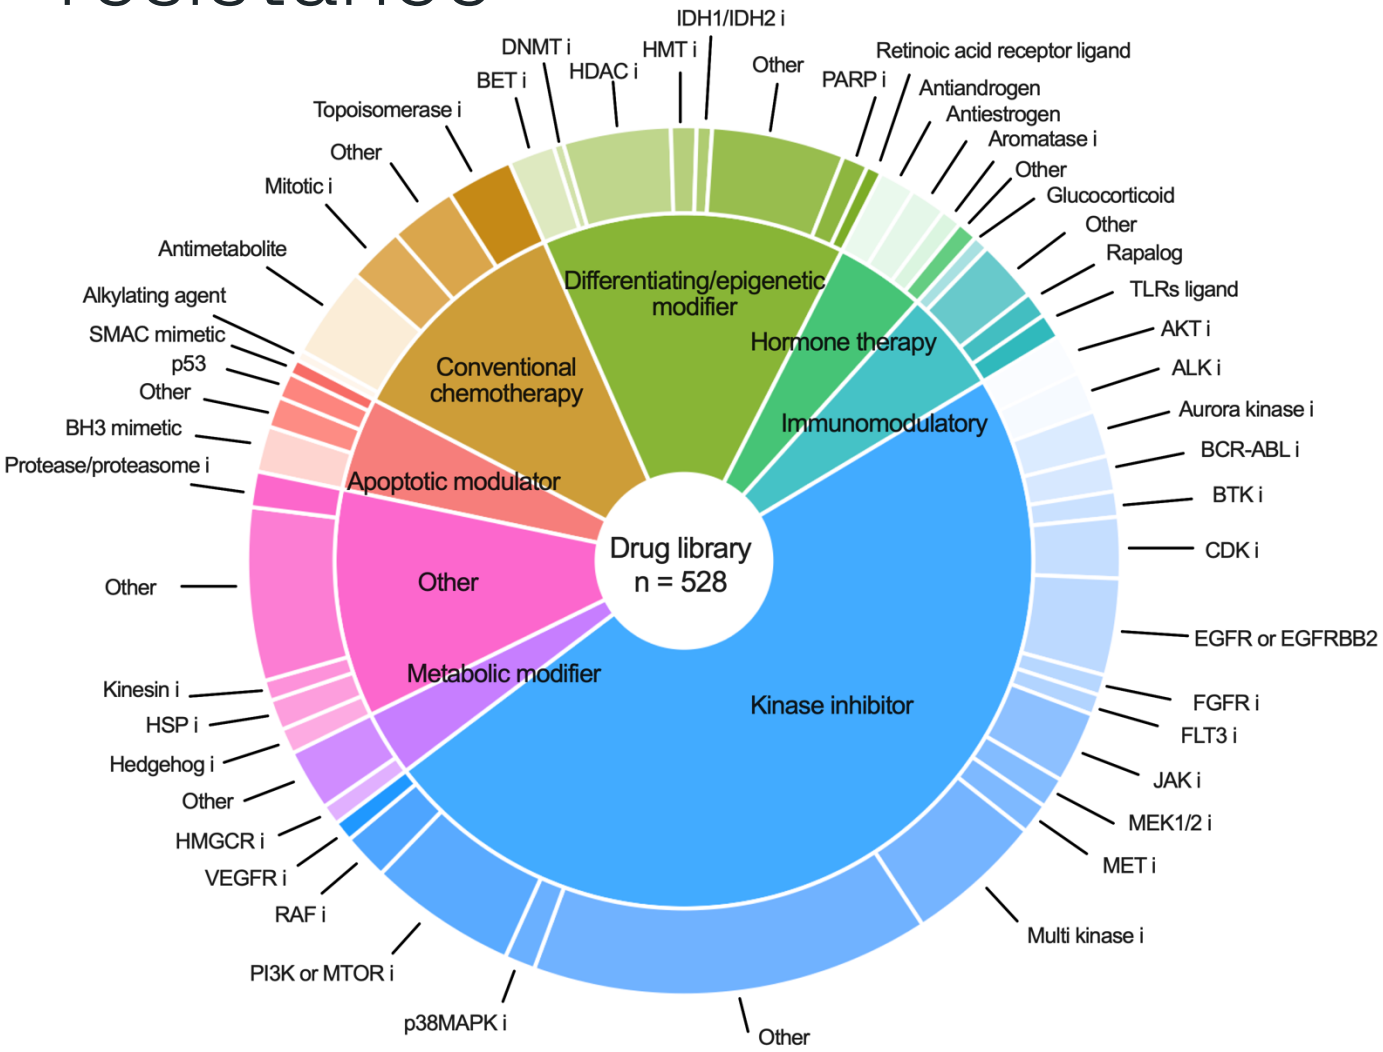 resistance
IDH1/IDH2 i
DNMT i
HMT i
Retinoic acid receptor ligand
HDAC i
Other
BET i
PARP i
Antiandrogen
Topoisomerase i
Antiestrogen
Aromatase i
Other
Other
Mitotic i
Glucocorticoid
Other
Antimetabolite
Rapalog
Differentiating/epigenetic
modifier
TLRs ligand
Alkylating agent
AKT i
SMAC mimetic
Hormone therapy
p53
Conventional
chemotherapy
ALK i
Other
Aurora kinase i
BH3 mimetic
Immunomodulatory
BCR-ABL i
Protease/proteasome i
Apoptotic modulator
BTK i
Drug library
n = 528
CDK i
Other
Other
EGFR or EGFRBB2
Metabolic modifier
Kinesin i
Kinase inhibitor
FGFR i
HSP i
FLT3 i
Hedgehog i
JAK i
Other
MEK1/2 i
HMGCR i
MET i
VEGFR i
RAF i
Multi kinase i
PI3K or MTOR i
p38MAPK i
Other